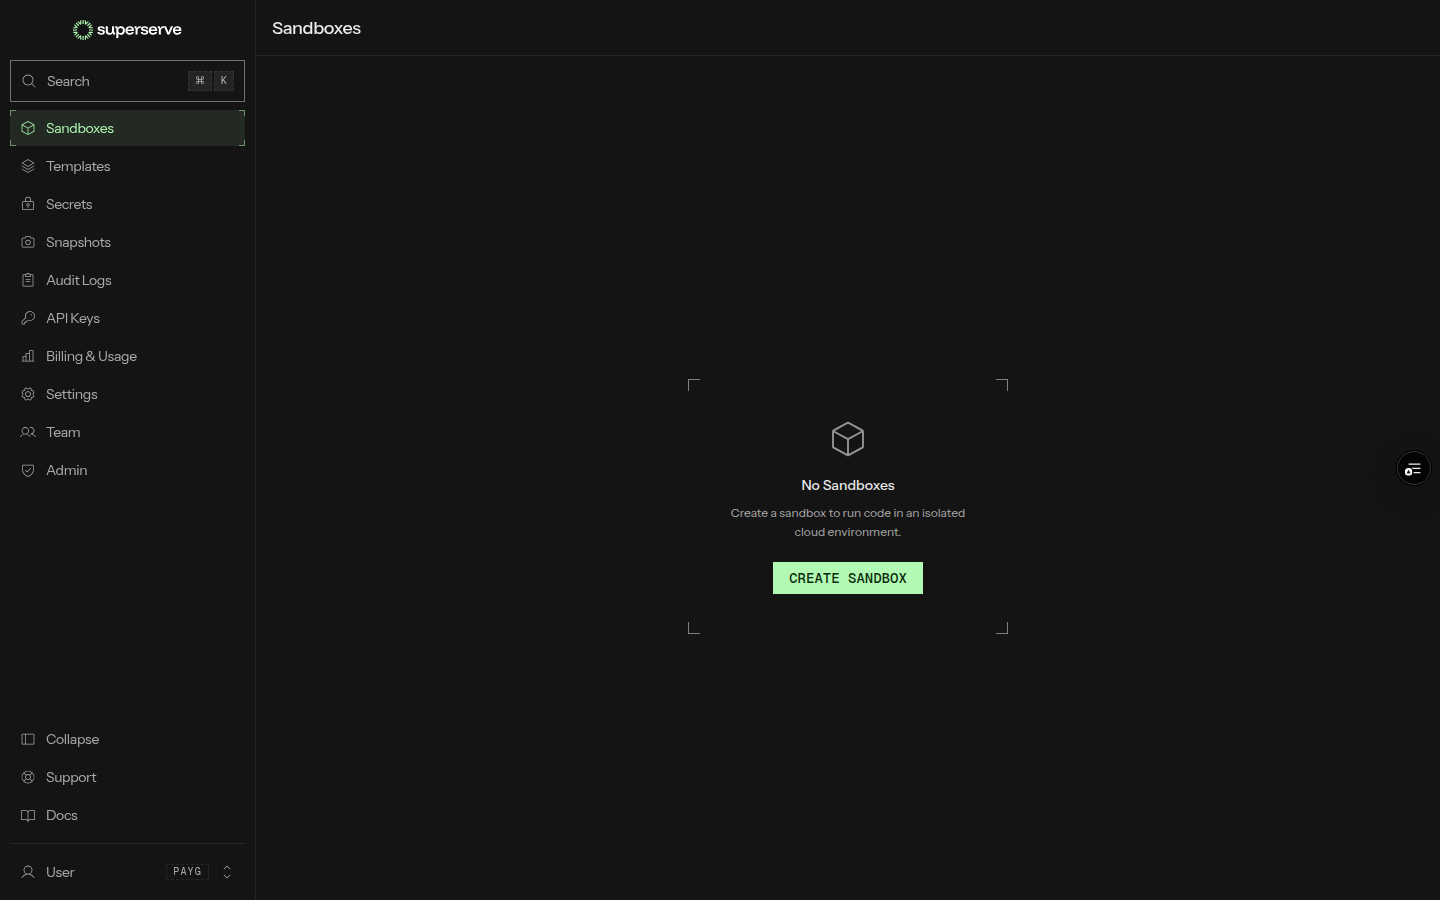 superserve
Sandboxes
Search ⌘ K
Sandboxes
Templates
Secrets
Snapshots
Audit Logs
API Keys
Billing & Usage
Settings
Team
Admin
No Sandboxes
Create a sandbox to run code in an isolated
cloud environment.
CREATE SANDBOX
Collapse
Support
Docs
User PAYG